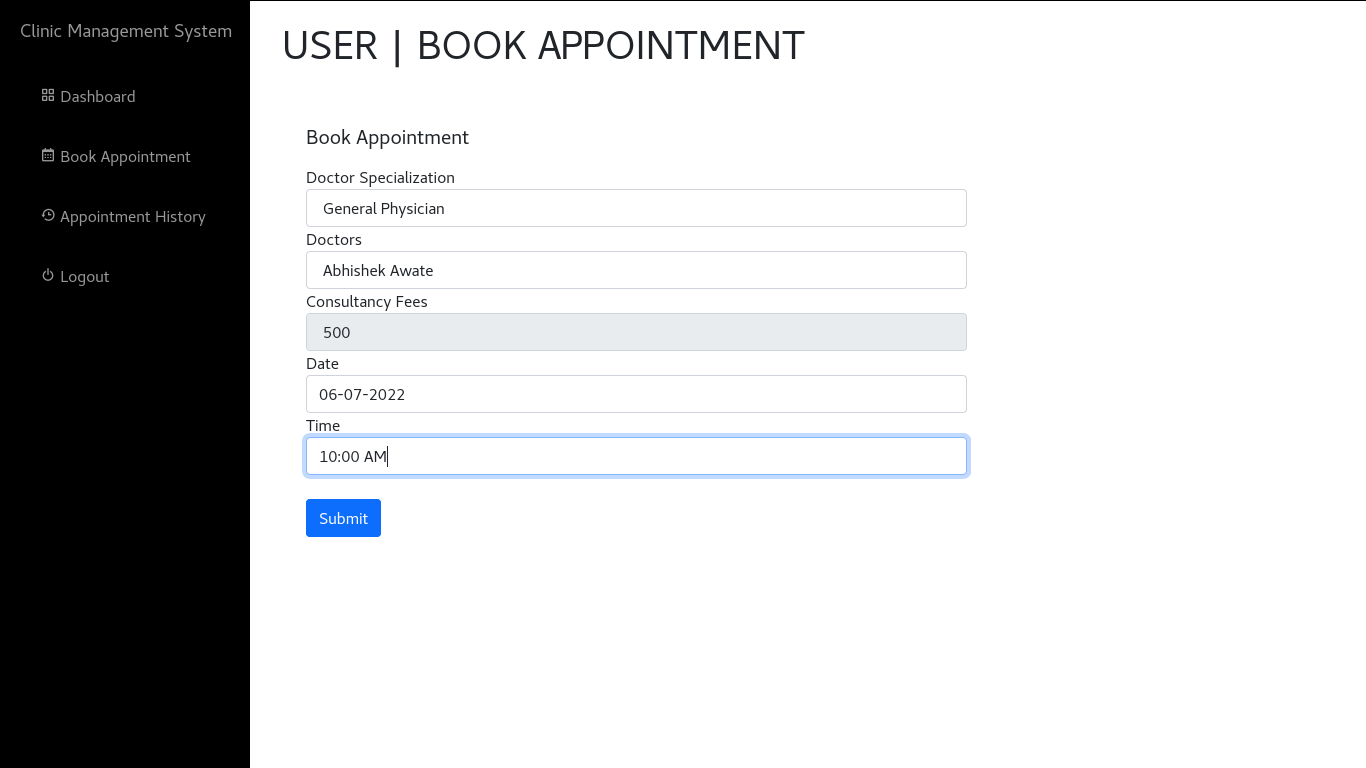 Clinic Management System
Dashboard
Book Appointment
Appointment History
Logout
USER | BOOK APPOINTMENT
Book Appointment
Doctor Specialization
General Physician
Doctors
Abhishek Awate
Consultancy Fees
500
Date
06-07-2022
Time
10:00 AM
Submit